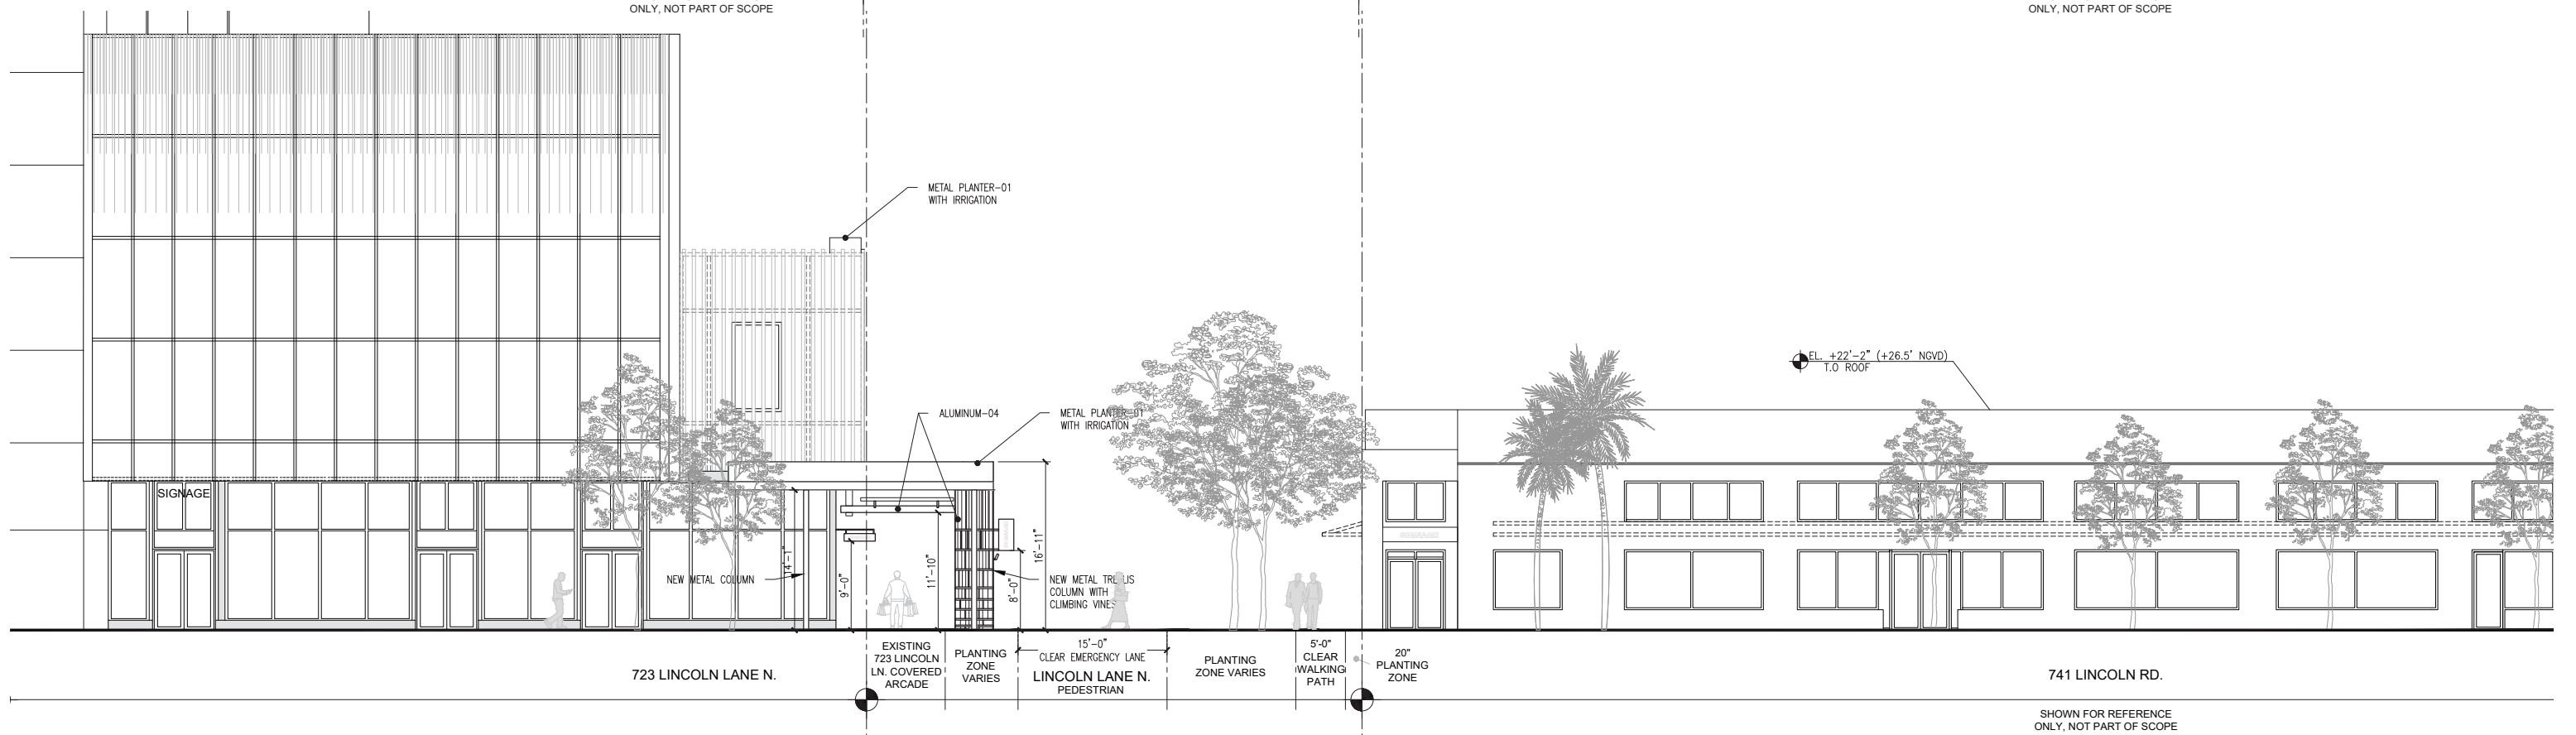 ONLY, NOT PART OF SCOPE
ONLY, NOT PART OF SCOPE
METAL PLANTER-01
WITH IRRIGATION
EL. +22'-2" (+26.5' NGVD)
T.O ROOF
ALUMINUM-04
METAL PLANTER-01
WITH IRRIGATION
SIGNAGE
SIGNAGE
NEW METAL COLUMN
14'-1"
9'-0"
11'-10"
8'-0"
16'-11"
NEW METAL TRELLIS
COLUMN WITH
CLIMBING VINES
EXISTING
723 LINCOLN
LN. COVERED
ARCADE
PLANTING
ZONE
VARIES
15'-0"
CLEAR EMERGENCY LANE
LINCOLN LANE N.
PEDESTRIAN
PLANTING
ZONE VARIES
5'-0"
CLEAR
WALKING
PATH
20"
PLANTING
ZONE
723 LINCOLN LANE N.
741 LINCOLN RD.
SHOWN FOR REFERENCE
ONLY, NOT PART OF SCOPE